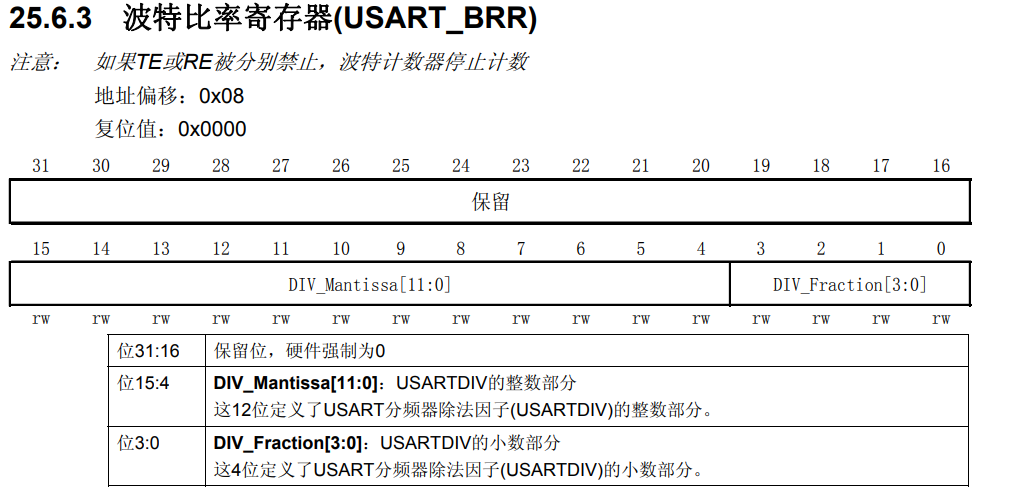 25.6.3 波特比率寄存器(USART_BRR)
注意： 如果TE或RE被分别禁止，波特计数器停止计数
地址偏移：0x08
复位值：0x0000
31 30 29 28 27 26 25 24 23 22 21 20 19 18 17 16
保留
15 14 13 12 11 10 9 8 7 6 5 4 3 2 1 0
DIV_Mantissa[11:0] DIV_Fraction[3:0]
rw rw rw rw rw rw rw rw rw rw rw rw rw rw rw rw
位31:16 保留位，硬件强制为0
位15:4 DIV_Mantissa[11:0]：USARTDIV的整数部分
这12位定义了USART分频器除法因子(USARTDIV)的整数部分。
位3:0 DIV_Fraction[3:0]：USARTDIV的小数部分
这4位定义了USART分频器除法因子(USARTDIV)的小数部分。